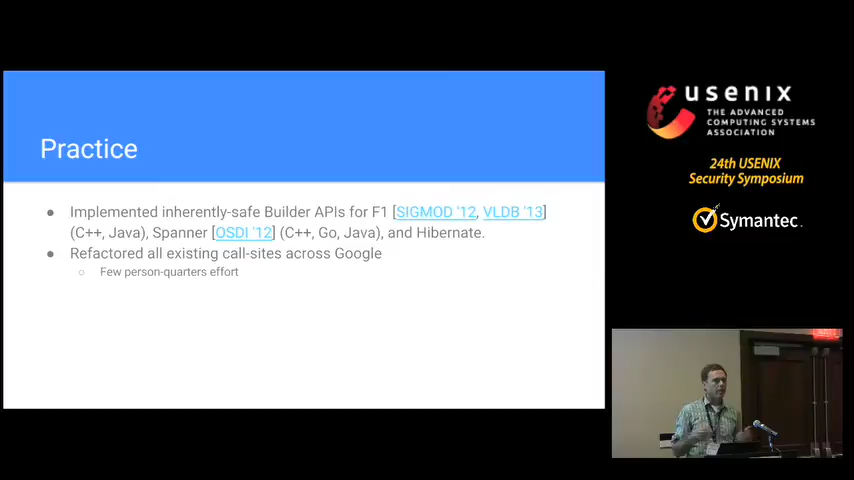 Practice
● Implemented inherently-safe Builder APIs for F1 [SIGMOD '12, VLDB '13]
(C++, Java), Spanner [OSDI '12] (C++, Go, Java), and Hibernate.
● Refactored all existing call-sites across Google
○ Few person-quarters effort
usenix
THE ADVANCED
COMPUTING SYSTEMS
ASSOCIATION
24th USENIX
Security Symposium
Symantec.